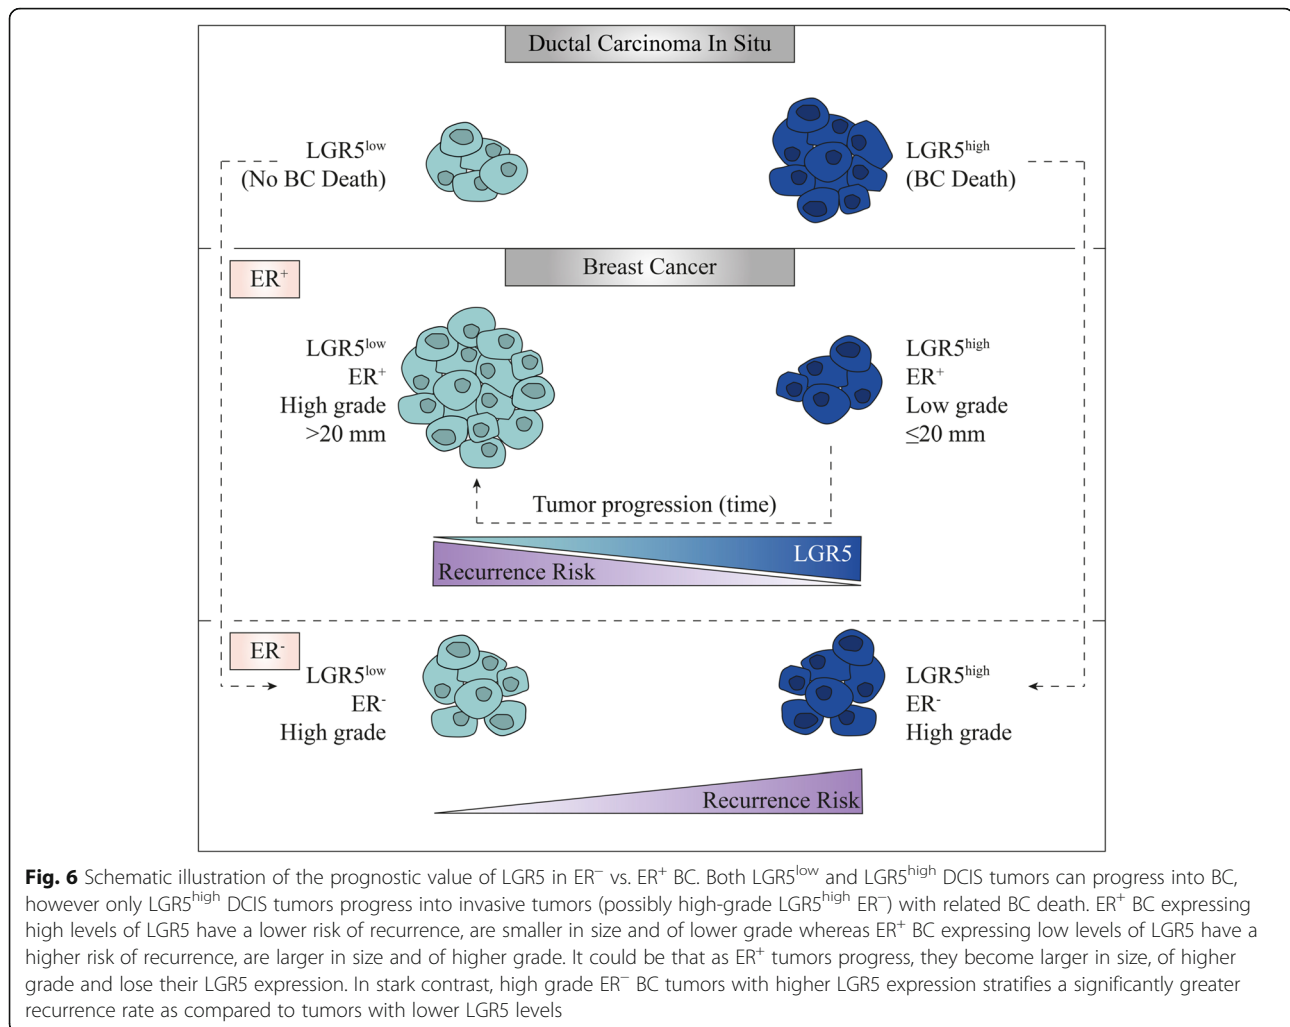 Ductal Carcinoma In Situ
LGR5low
(No BC Death)
LGR5high
(BC Death)
Breast Cancer
ER+
LGR5low
ER+
High grade
>20 mm
LGR5high
ER+
Low grade
≤20 mm
Tumor progression (time)
LGR5
Recurrence Risk
ER-
LGR5low
ER-
High grade
LGR5high
ER-
High grade
Recurrence Risk
Fig. 6 Schematic illustration of the prognostic value of LGR5 in ER− vs. ER+ BC. Both LGR5low and LGR5high DCIS tumors can progress into BC,
however only LGR5high DCIS tumors progress into invasive tumors (possibly high-grade LGR5high ER−) with related BC death. ER+ BC expressing
high levels of LGR5 have a lower risk of recurrence, are smaller in size and of lower grade whereas ER+ BC expressing low levels of LGR5 have a
higher risk of recurrence, are larger in size and of higher grade. It could be that as ER+ tumors progress, they become larger in size, of higher
grade and lose their LGR5 expression. In stark contrast, high grade ER− BC tumors with higher LGR5 expression stratifies a significantly greater
recurrence rate as compared to tumors with lower LGR5 levels